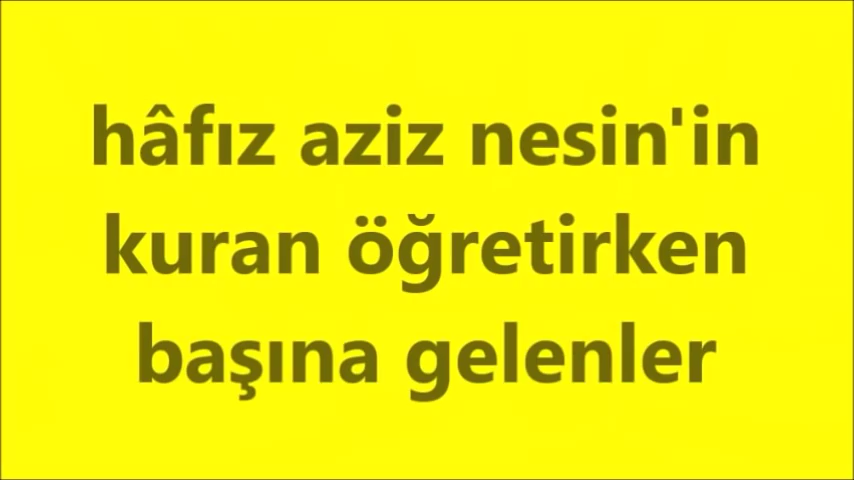 hâfız aziz nesin'in
kuran öğretirken
başına gelenler